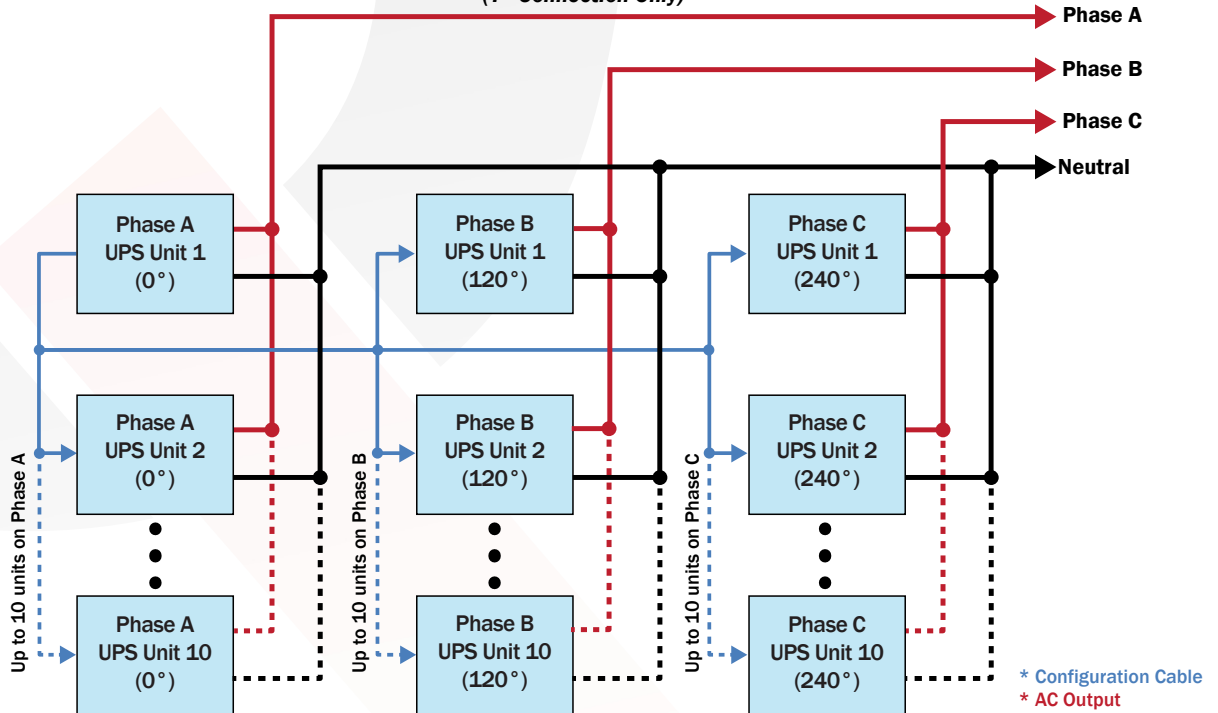 Connection Only)
Phase A
Phase B
Phase C
Neutral
Phase A
UPS Unit 1
(0°)
Phase B
UPS Unit 1
(120°)
Phase C
UPS Unit 1
(240°)
Phase A
UPS Unit 2
(0°)
Phase B
UPS Unit 2
(120°)
Phase C
UPS Unit 2
(240°)
Up to 10 units on Phase A
Up to 10 units on Phase B
Up to 10 units on Phase C
Phase A
UPS Unit 10
(0°)
Phase B
UPS Unit 10
(120°)
Phase C
UPS Unit 10
(240°)
* Configuration Cable
* AC Output